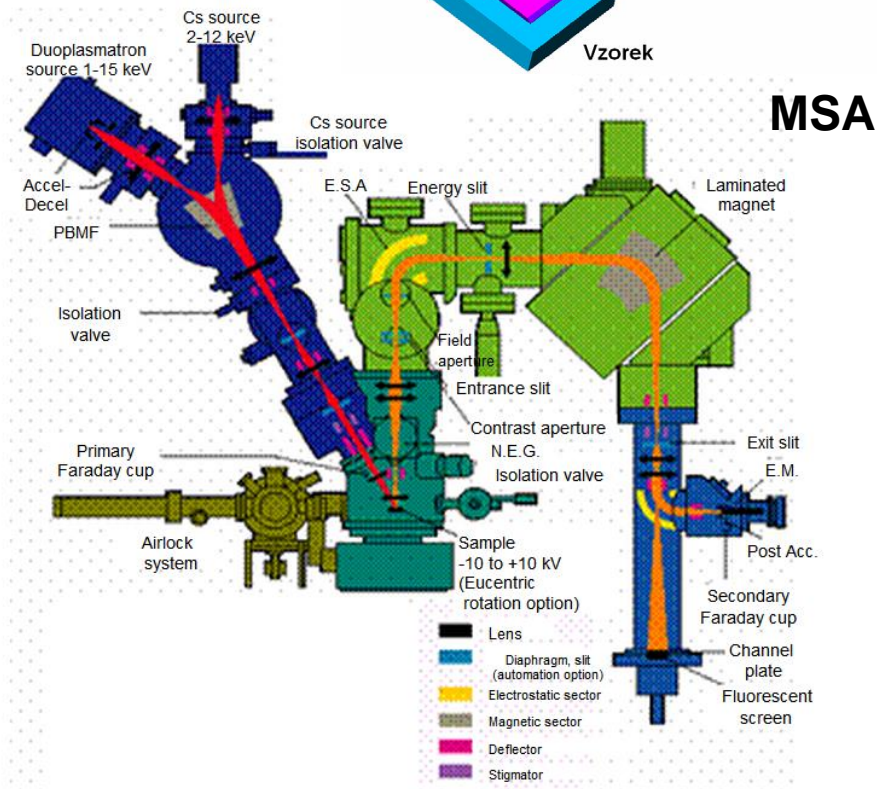 Vzorek
MSA
Cs source
2-12 keV
Duoplasmatron
source 1-15 keV
Cs source
isolation valve
Accel-
Decel
PBMF
E.S.A
Energy slit
Laminated
magnet
Isolation
valve
Field
aperture
Entrance slit
Contrast aperture
N.E.G.
Isolation valve
Exit slit
E.M.
Primary
Faraday cup
Airlock
system
Sample
-10 to +10 kV
(Eucentric
rotation option)
Post Acc.
Secondary
Faraday cup
Channel
plate
Fluorescent
screen
Lens
Diaphragm, slit
(automation option)
Electrostatic sector
Magnetic sector
Deflector
Stigmator